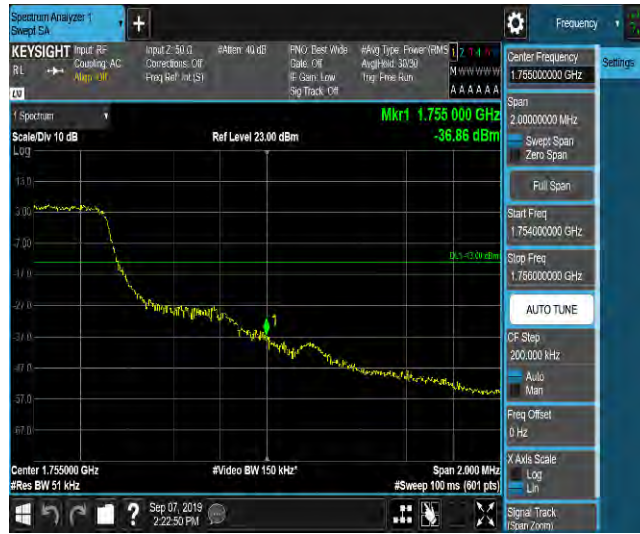 Spectrum Analyzer 1
Swept SA
Frequency
KEYSIGHT Input: RF
RL
Coupling: AC
Align: Off
Input Z: 50 Ω
Corrections: Off
Freq Ref: Int (S)
#Atten: 40 dB
PNO: Best Wide
Gate: Off
IF Gain: Low
Sig Track: Off
#Avg Type: Power (RMS
Avg|Hold: 30/30
Trig: Free Run
M W W W W W
A A A A A A
LXI
1 Spectrum
Scale/Div 10 dB
Ref Level 23.00 dBm
Mkr1 1.755 000 GHz
-36.86 dBm
Log
13.0
3.00
-7.00
DL1 -13.00 dBm
-17.0
-27.0
-37.0
-47.0
-57.0
-67.0
1
Center 1.755000 GHz
#Res BW 51 kHz
#Video BW 150 kHz*
Span 2.000 MHz
#Sweep 100 ms (601 pts)
Sep 07, 2019
2:22:50 PM
Center Frequency
1.755000000 GHz
Settings
Span
2.00000000 MHz
Swept Span
Zero Span
Full Span
Start Freq
1.754000000 GHz
Stop Freq
1.756000000 GHz
AUTO TUNE
CF Step
200.000 kHz
Auto
Man
Freq Offset
0 Hz
X Axis Scale
Log
Lin
Signal Track
(Span Zoom)